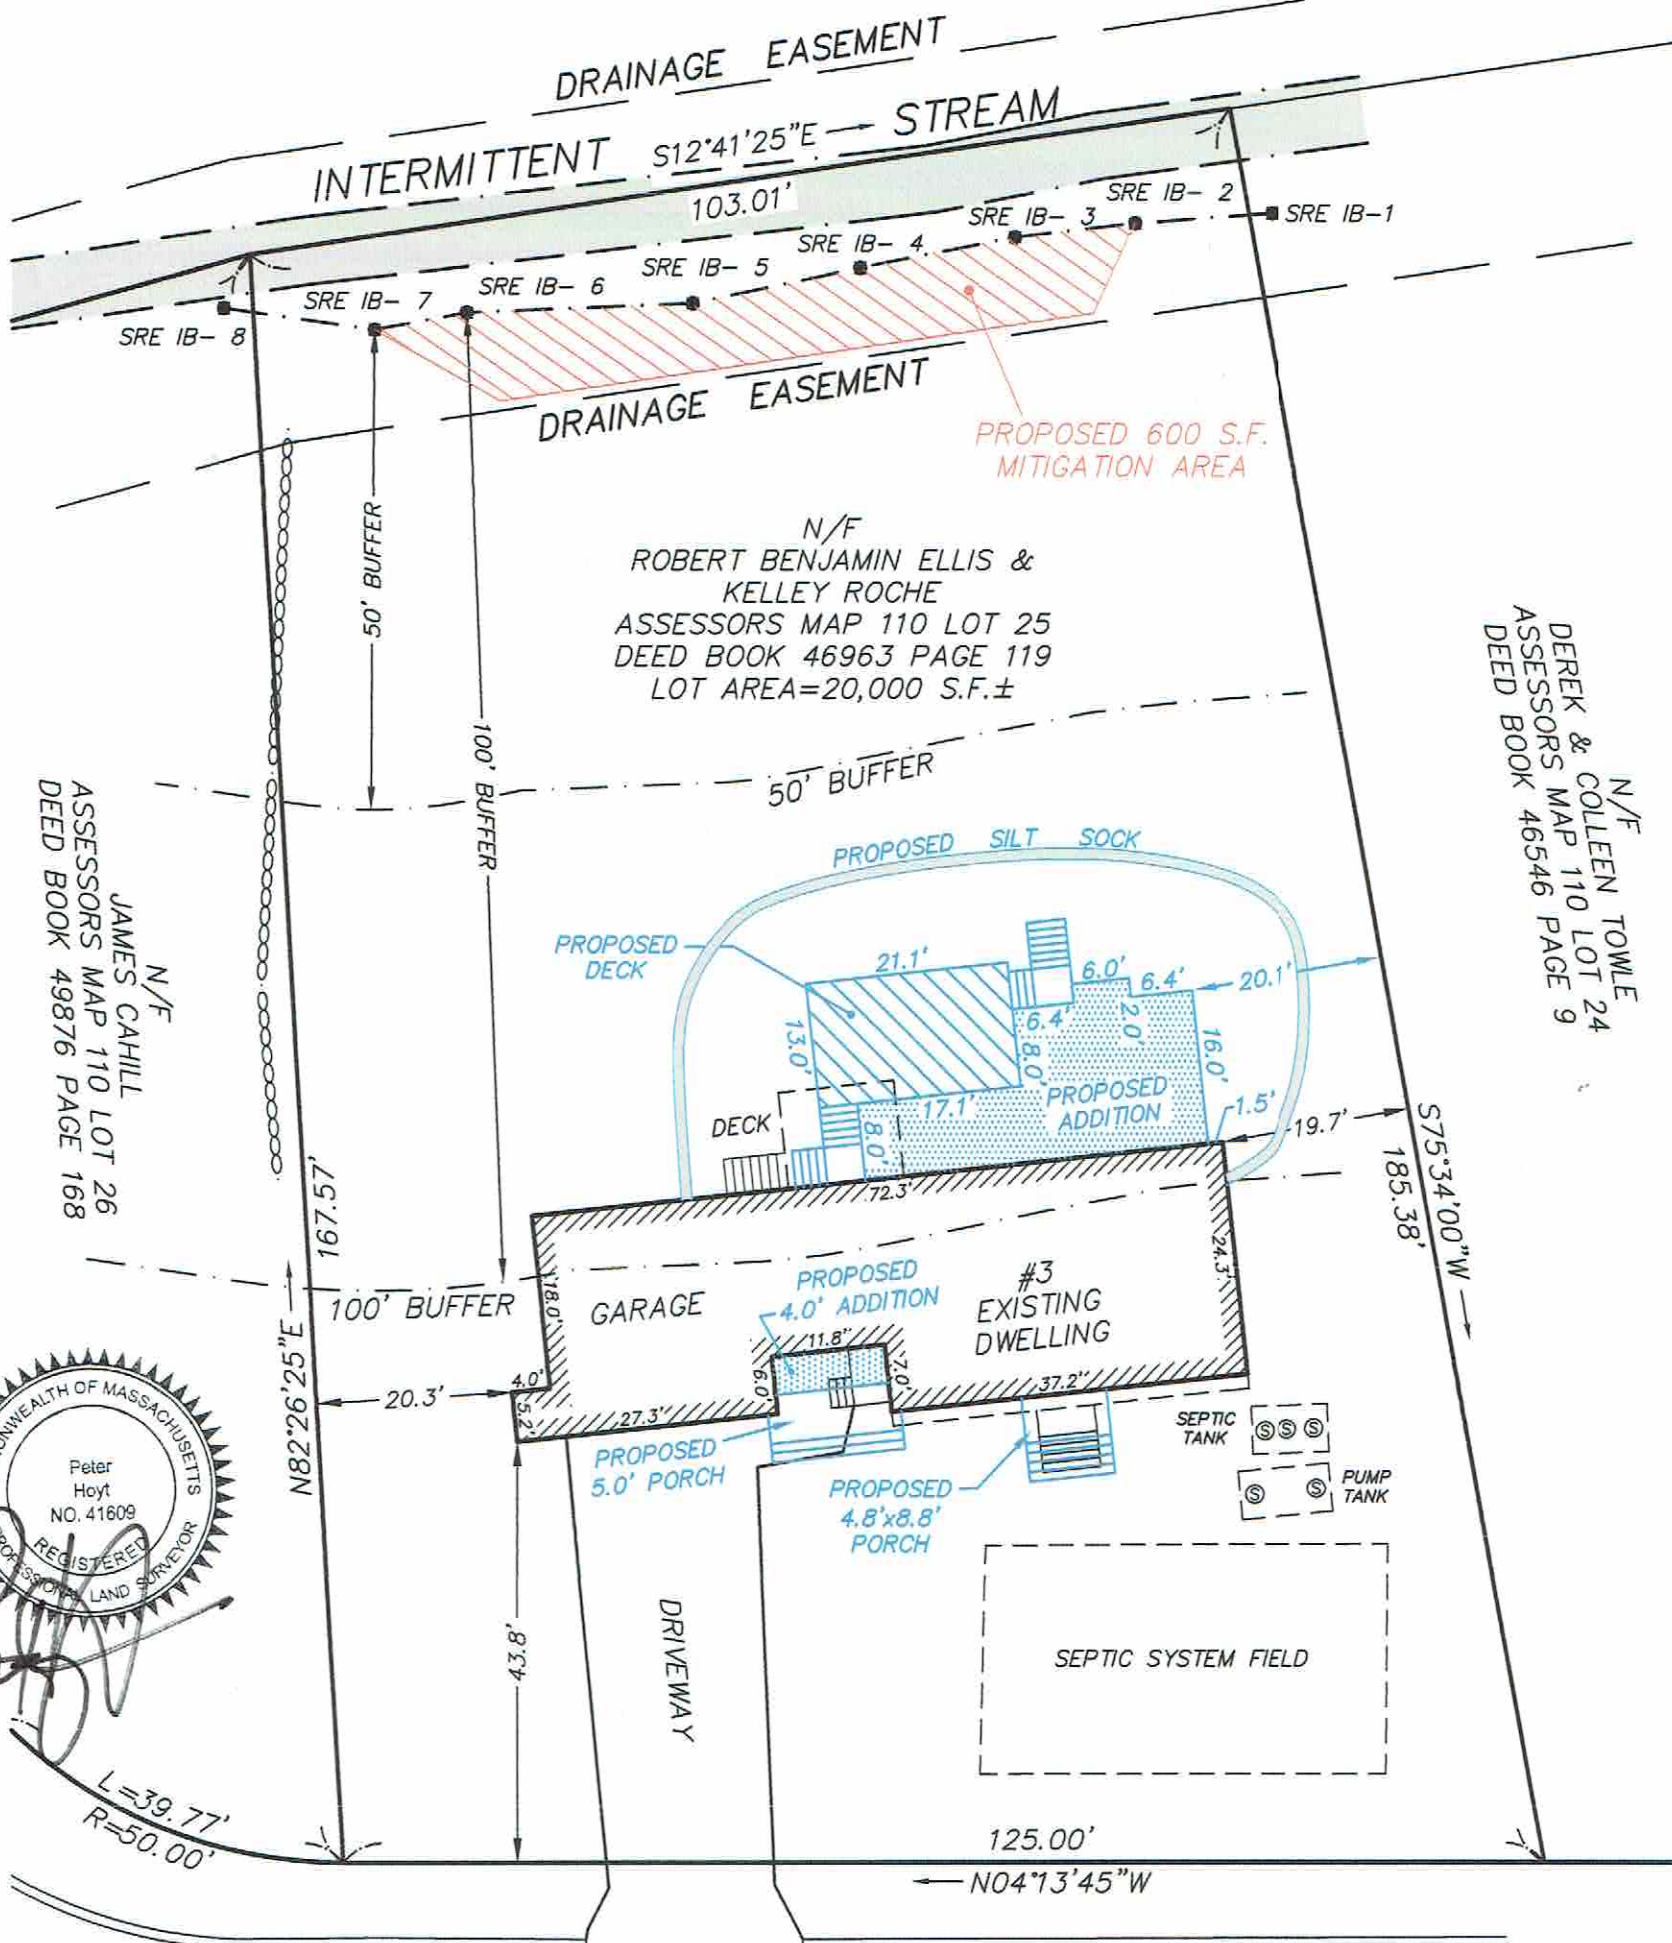 DRAINAGE EASEMENT
INTERMITTENT S12°41'25"E STREAM
103.01'
SRE IB- 2
SRE IB-1
SRE IB- 3
SRE IB- 4
SRE IB- 5
SRE IB- 6
SRE IB- 7
SRE IB- 8
DRAINAGE EASEMENT
PROPOSED 600 S.F.
MITIGATION AREA
N/F
ROBERT BENJAMIN ELLIS &
KELLEY ROCHE
ASSESSORS MAP 110 LOT 25
DEED BOOK 46963 PAGE 119
LOT AREA=20,000 S.F.±
50' BUFFER
100' BUFFER
50' BUFFER
N/F
DEREK & COLLEEN TOWLE
ASSESSORS MAP 110 LOT 24
DEED BOOK 46546 PAGE 9
N/F
JAMES CAHILL
ASSESSORS MAP 110 LOT 26
DEED BOOK 49876 PAGE 168
PROPOSED SILT SOCK
PROPOSED
DECK
21.1'
6.0'
6.4'
20.1'
6.4'
2.0'
13.0'
8.0'
16.0'
PROPOSED
ADDITION
17.1'
1.5'
DECK
8.0'
19.7'
72.3'
S75°34'00"W
185.38'
167.57'
N82°26'25"E
24.3'
100' BUFFER
18.0'
GARAGE
PROPOSED
4.0' ADDITION
#3
EXISTING
DWELLING
11.8'
6.0'
7.0'
37.2'
4.0'
5.2'
20.3'
27.3'
PROPOSED
5.0' PORCH
PROPOSED
4.8'x8.8'
PORCH
SEPTIC
TANK
S S S
PUMP
TANK
S S
43.8'
DRIVEWAY
SEPTIC SYSTEM FIELD
OF MASSACHUSETTS
Peter
Hoyt
NO. 41609
REGISTERED
LAND SURVEYOR
L=39.77'
R=50.00'
125.00'
N04°13'45"W